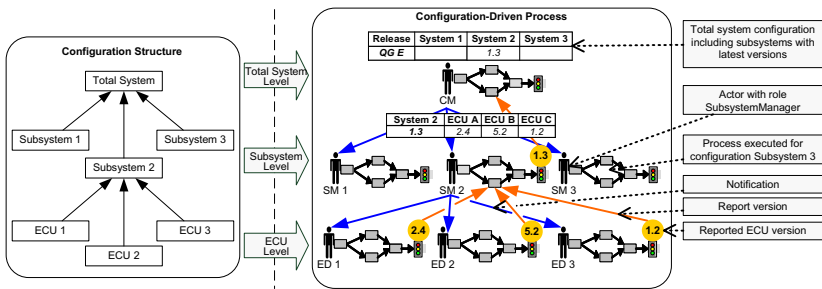 Configuration Structure
Total System
Subsystem 1
Subsystem 3
Subsystem 2
ECU 1
ECU 3
ECU 2
Total System
Level
Subsystem
Level
ECU
Level
Configuration-Driven Process
Release System 1 System 2 System 3
QG E 1.3
CM
System 2 ECU A ECU B ECU C
1.3 2.4 5.2 1.2
1.3
SM 1
SM 2
SM 3
2.4
5.2
1.2
ED 1
ED 2
ED 3
Total system configuration
including subsystems with
latest versions
Actor with role
SubsystemManager
Process executed for
configuration Subsystem 3
Notification
Report version
Reported ECU version